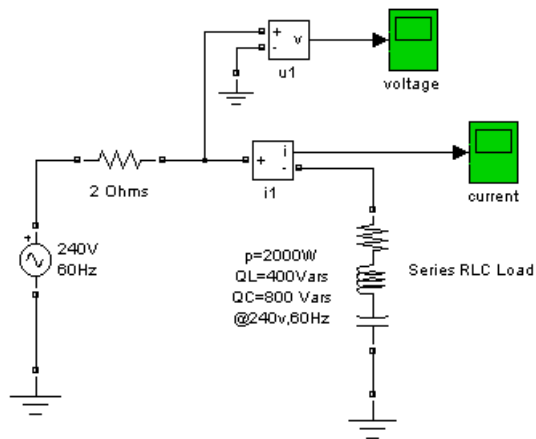 +
-
v
u1
voltage
+
i
-
i1
current
2 Ohms
+
240V
60Hz
p=2000W
QL=400Vars
QC=800 Vars
@240v,60Hz
Series RLC Load